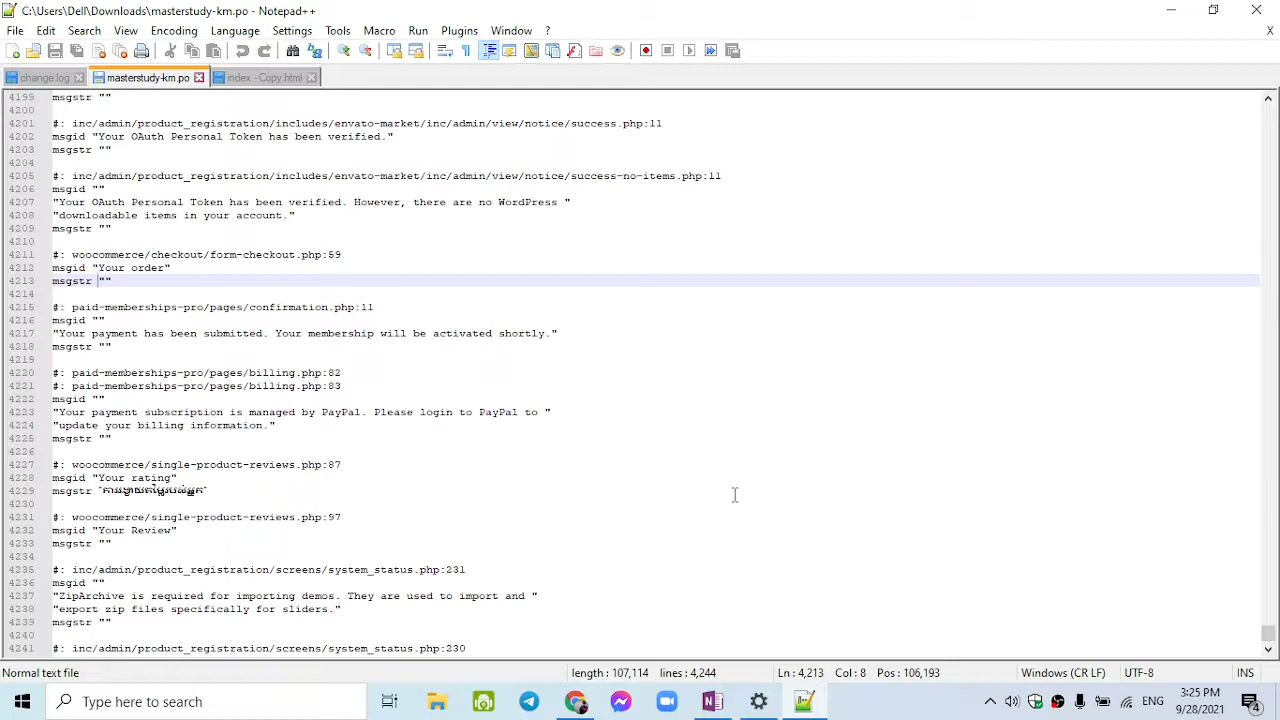 C:\Users\Dell\Downloads\masterstudy-km.po - Notepad++
File Edit Search View Encoding Language Settings Tools Macro Run Plugins Window ? X
change.log masterstudy-km.po index - Copy.html
4199 msgstr ""
4200
4201 #: inc/admin/product_registration/includes/envato-market/inc/admin/view/notice/success.php:11
4202 msgid "Your OAuth Personal Token has been verified."
4203 msgstr ""
4204
4205 #: inc/admin/product_registration/includes/envato-market/inc/admin/view/notice/success-no-items.php:11
4206 msgid ""
4207 "Your OAuth Personal Token has been verified. However, there are no WordPress "
4208 "downloadable items in your account."
4209 msgstr ""
4210
4211 #: woocommerce/checkout/form-checkout.php:59
4212 msgid "Your order"
4213 msgstr ""
4214
4215 #: paid-memberships-pro/pages/confirmation.php:11
4216 msgid ""
4217 "Your payment has been submitted. Your membership will be activated shortly."
4218 msgstr ""
4219
4220 #: paid-memberships-pro/pages/billing.php:82
4221 #: paid-memberships-pro/pages/billing.php:83
4222 msgid ""
4223 "Your payment subscription is managed by PayPal. Please login to PayPal to "
4224 "update your billing information."
4225 msgstr ""
4226
4227 #: woocommerce/single-product-reviews.php:87
4228 msgid "Your rating"
4229 msgstr
4230
4231 #: woocommerce/single-product-reviews.php:97
4232 msgid "Your Review"
4233 msgstr ""
4234
4235 #: inc/admin/product_registration/screens/system_status.php:231
4236 msgid ""
4237 "ZipArchive is required for importing demos. They are used to import and "
4238 "export zip files specifically for sliders."
4239 msgstr ""
4240
4241 #: inc/admin/product_registration/screens/system_status.php:230
Normal text file length : 107,114 lines : 4,244 Ln : 4,213 Col : 8 Pos : 106,193 Windows (CR LF) UTF-8 INS
Type here to search ENG 3:25 PM
9/28/2021 4